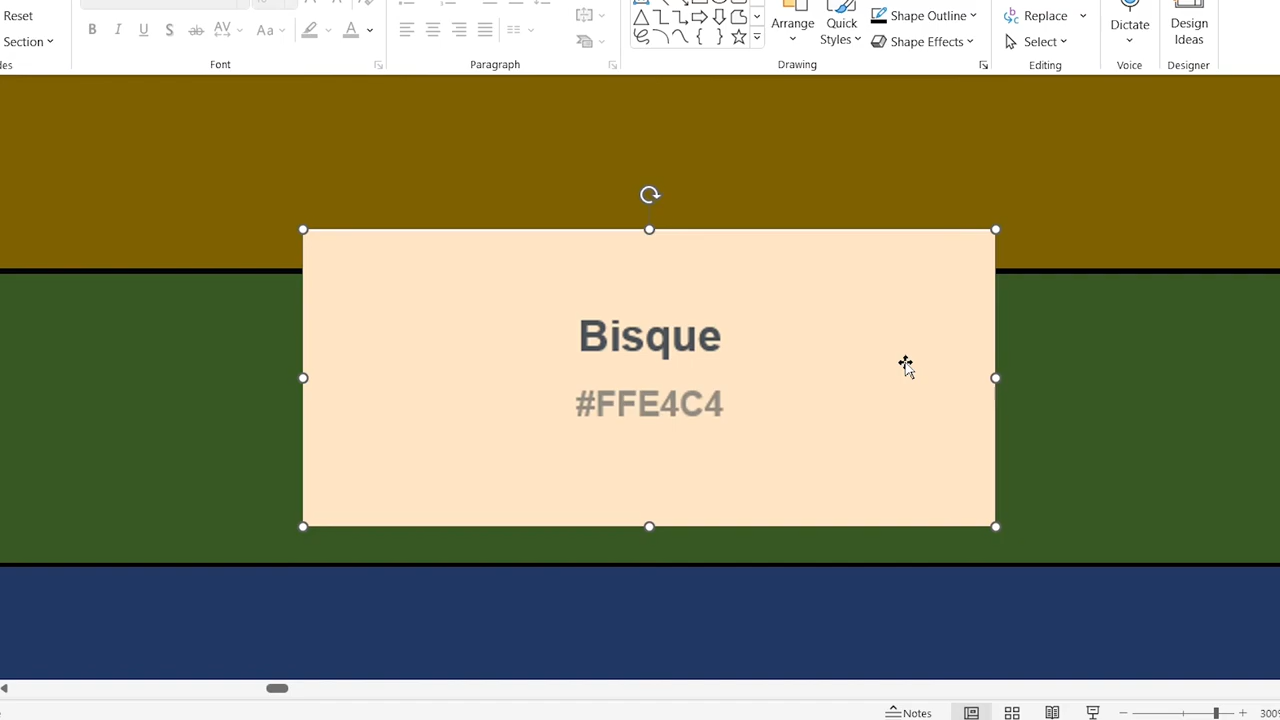 Reset
Section
B I U S ab AV Aa A
Font
Paragraph
Arrange
Quick
Styles
Drawing
Shape Outline
Shape Effects
Replace
Select
Editing
Dictate
Voice
Design
Ideas
Designer
Bisque
#FFE4C4
Notes